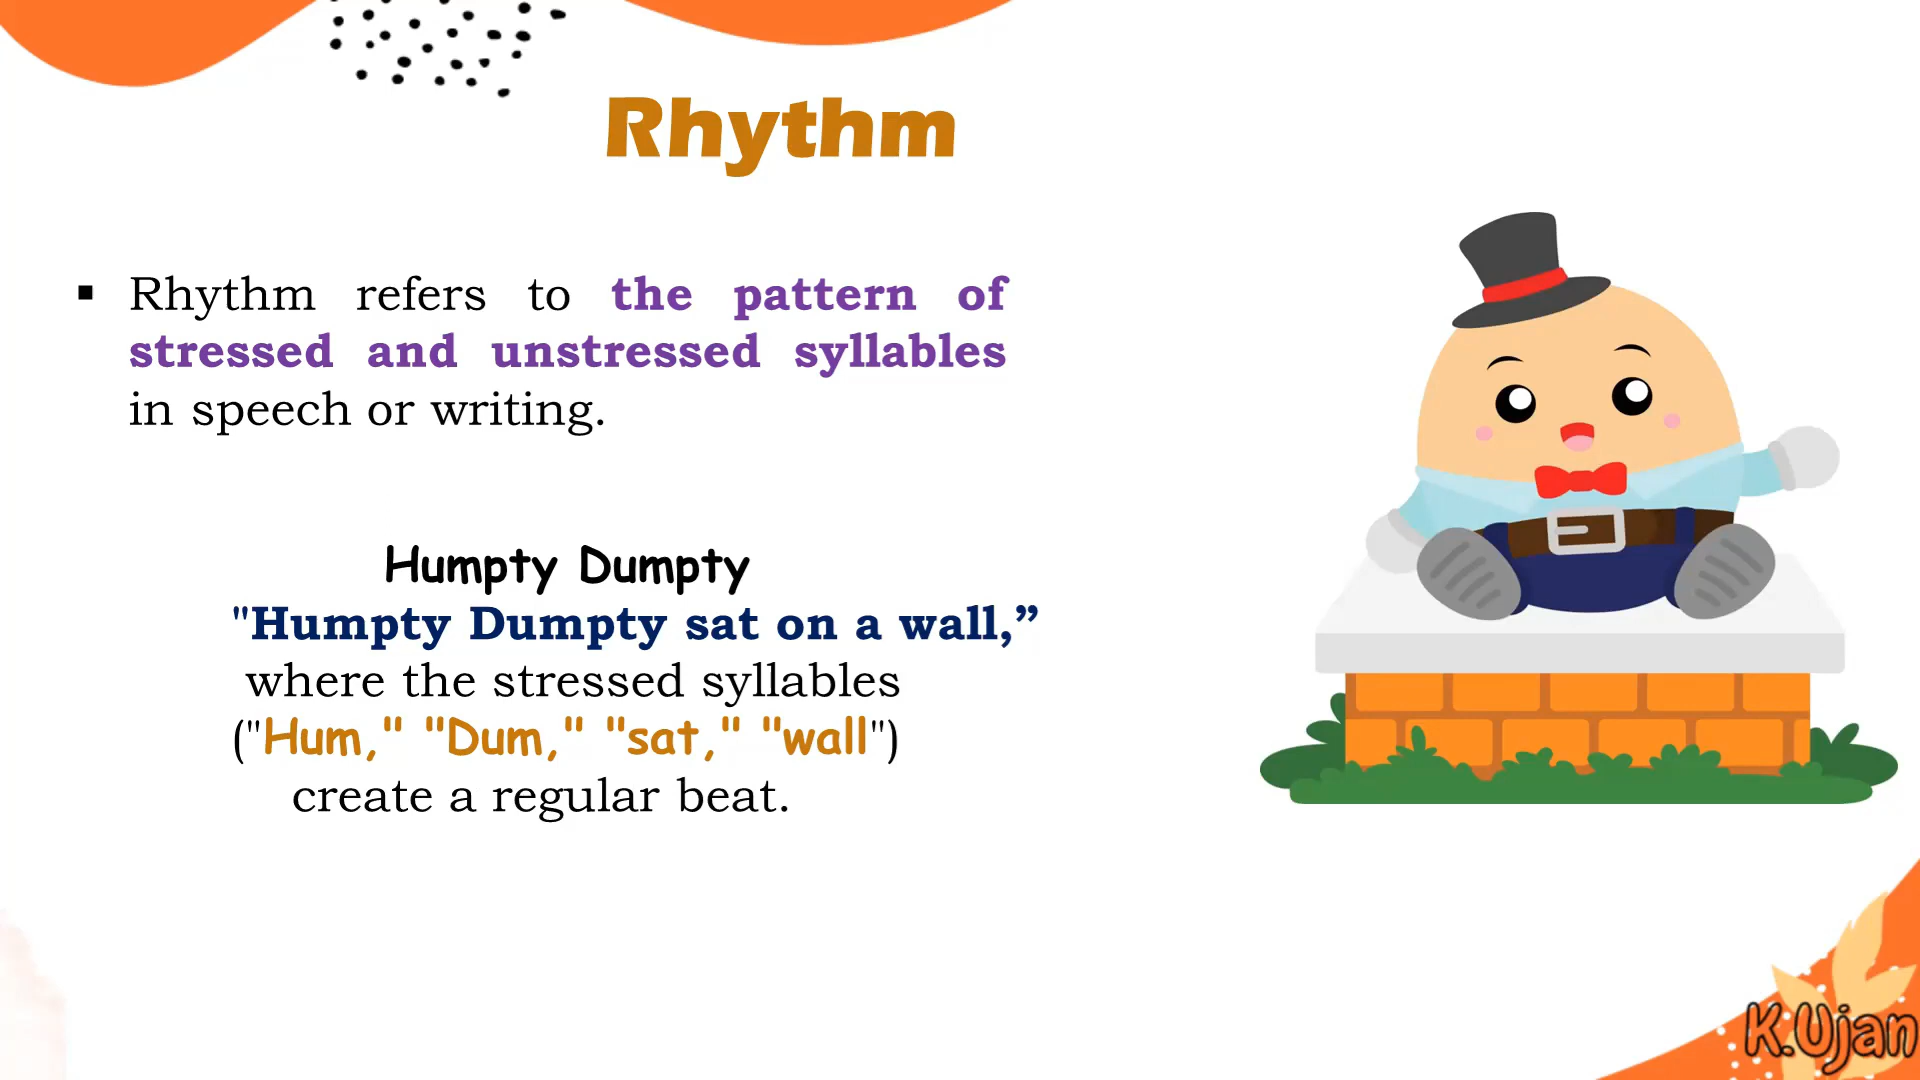 Rhythm
▪ Rhythm refers to the pattern of
stressed and unstressed syllables
in speech or writing.
Humpty Dumpty
"Humpty Dumpty sat on a wall,”
where the stressed syllables
("Hum," "Dum," "sat," "wall")
create a regular beat.
K.Ujan